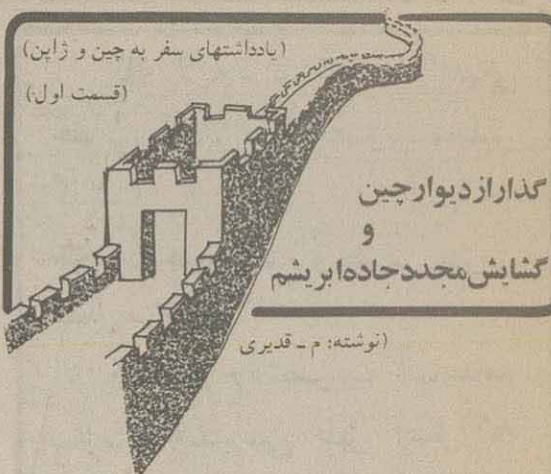 (یادداشتهای سفر به چین و ژاپن)
(قسمت اول)
گذار از دیوار چین
و
گشایش مجدد جاده ابریشم
(نوشته: م - قدیری